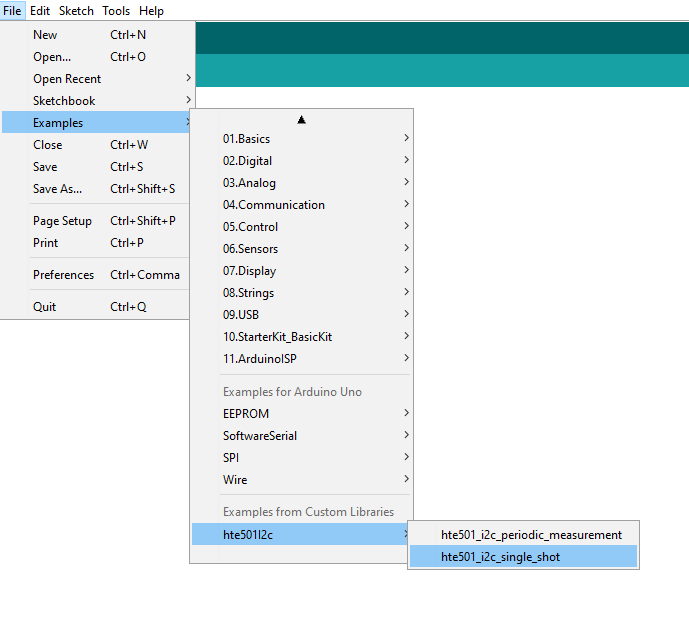 File Edit Sketch Tools Help
New Ctrl+N
Open... Ctrl+O
Open Recent
Sketchbook
Examples
Close Ctrl+W
Save Ctrl+S
Save As... Ctrl+Shift+S
Page Setup Ctrl+Shift+P
Print Ctrl+P
Preferences Ctrl+Comma
Quit Ctrl+Q
01.Basics
02.Digital
03.Analog
04.Communication
05.Control
06.Sensors
07.Display
08.Strings
09.USB
10.StarterKit_BasicKit
11.ArduinoISP
Examples for Arduino Uno
EEPROM
SoftwareSerial
SPI
Wire
Examples from Custom Libraries
hte501I2c
hte501_i2c_periodic_measurement
hte501_i2c_single_shot